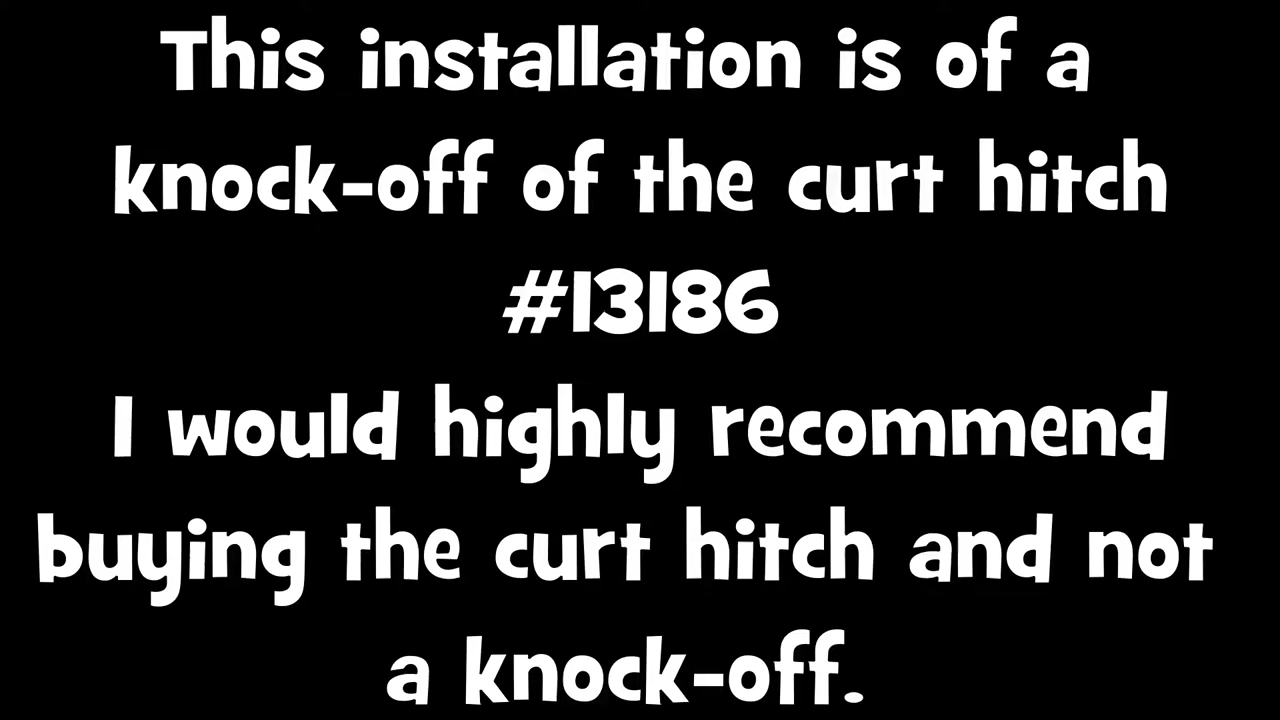 This installation is of a
knock-off of the curt hitch
#13186
I would highly recommend
buying the curt hitch and not
a knock-off.